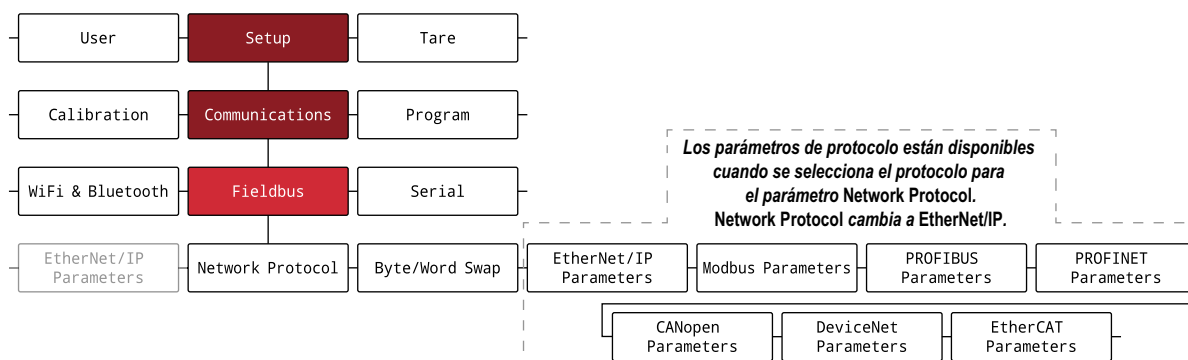 User Setup Tare
Calibration Communications Program
Los parámetros de protocolo están disponibles
cuando se selecciona el protocolo para
el parámetro Network Protocol.
Network Protocol cambia a EtherNet/IP.
WiFi & Bluetooth Fieldbus Serial
EtherNet/IP
Parameters
Network Protocol
Byte/Word Swap
EtherNet/IP
Parameters
Modbus Parameters
PROFIBUS
Parameters
PROFINET
Parameters
CANopen
Parameters
DeviceNet
Parameters
EtherCAT
Parameters